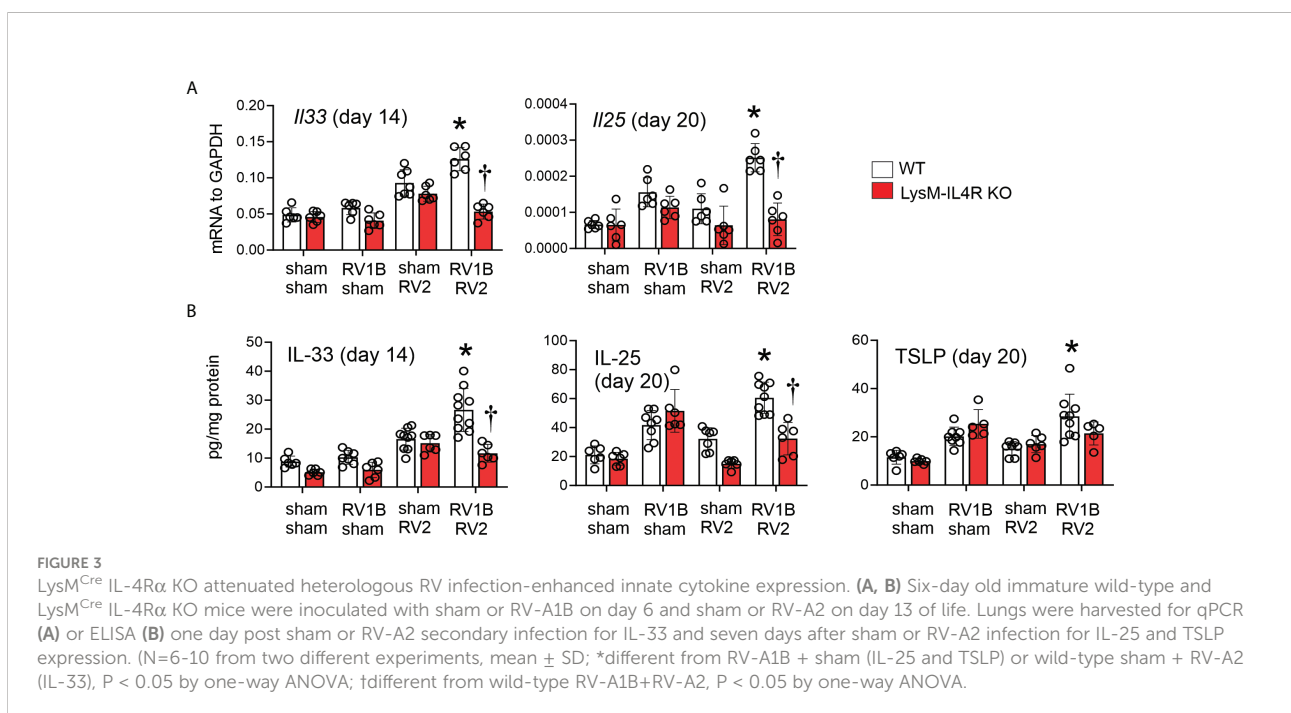 A
Il33 (day 14)
mRNA to GAPDH
0.20
0.15
0.10
0.05
0.00
*
†
sham RV1B sham RV1B
sham sham RV2 RV2
Il25 (day 20)
0.0004
0.0003
0.0002
0.0001
0.0000
*
†
sham RV1B sham RV1B
sham sham RV2 RV2
WT
LysM-IL4R KO
B
IL-33 (day 14)
pg/mg protein
50
40
30
20
10
0
*
†
sham RV1B sham RV1B
sham sham RV2 RV2
IL-25
(day 20)
100
80
60
40
20
0
*
†
sham RV1B sham RV1B
sham sham RV2 RV2
TSLP (day 20)
60
40
20
0
*
sham RV1B sham RV1B
sham sham RV2 RV2
FIGURE 3
LysMCre IL-4Rα KO attenuated heterologous RV infection-enhanced innate cytokine expression. (A, B) Six-day old immature wild-type and
LysMCre IL-4Rα KO mice were inoculated with sham or RV-A1B on day 6 and sham or RV-A2 on day 13 of life. Lungs were harvested for qPCR
(A) or ELISA (B) one day post sham or RV-A2 secondary infection for IL-33 and seven days after sham or RV-A2 infection for IL-25 and TSLP
expression. (N=6-10 from two different experiments, mean ± SD; *different from RV-A1B + sham (IL-25 and TSLP) or wild-type sham + RV-A2
(IL-33), P < 0.05 by one-way ANOVA; †different from wild-type RV-A1B+RV-A2, P < 0.05 by one-way ANOVA.